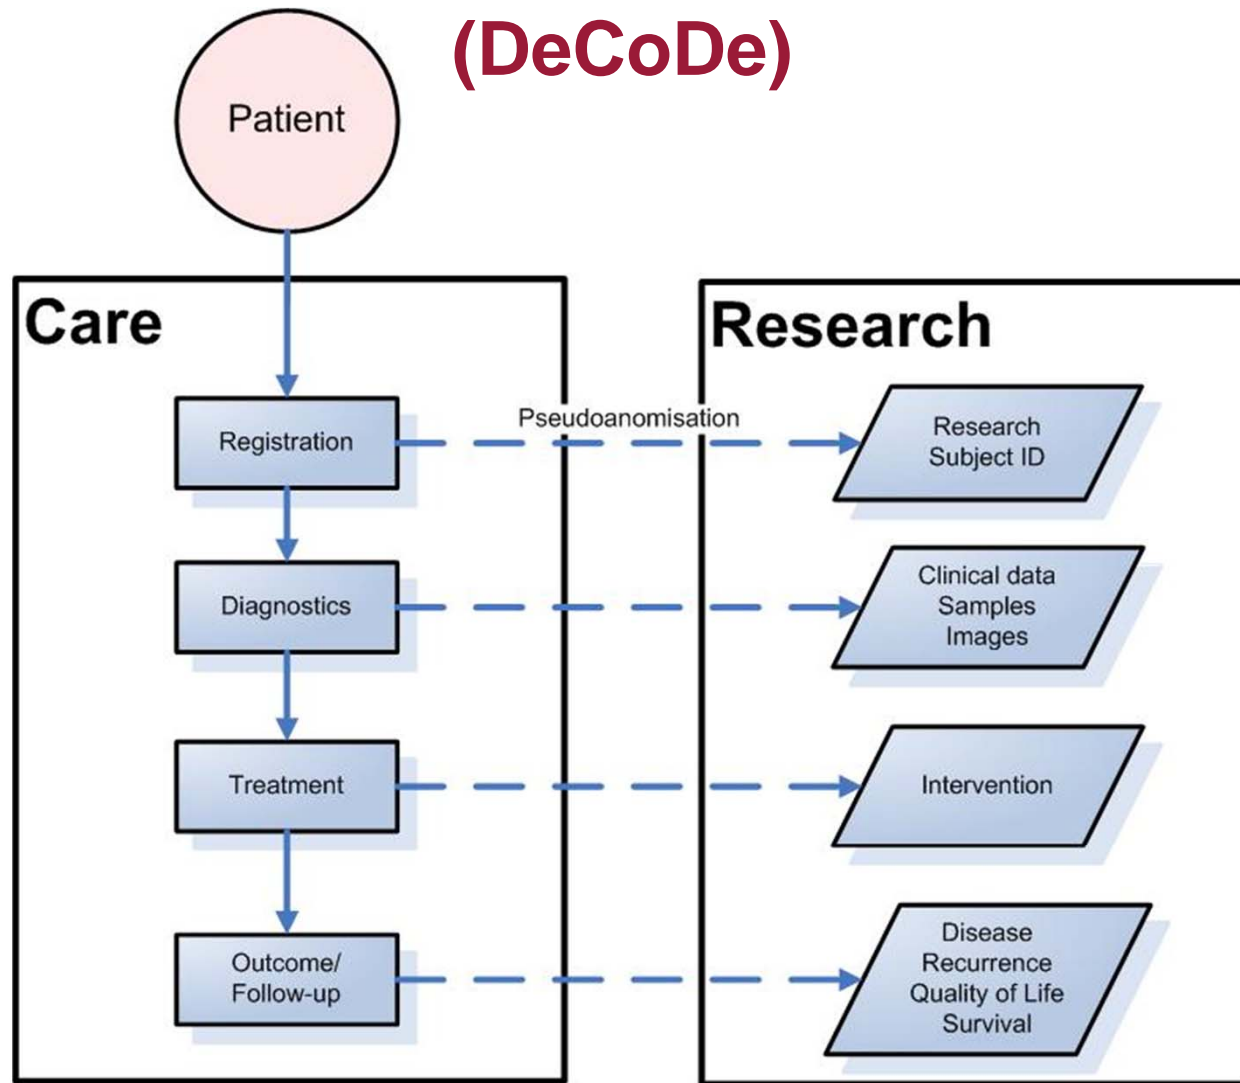 (DeCoDe)
Patient
Care
Research
Registration
Pseudoanomisation
Research
Subject ID
Diagnostics
Clinical data
Samples
Images
Treatment
Intervention
Outcome/
Follow-up
Disease
Recurrence
Quality of Life
Survival